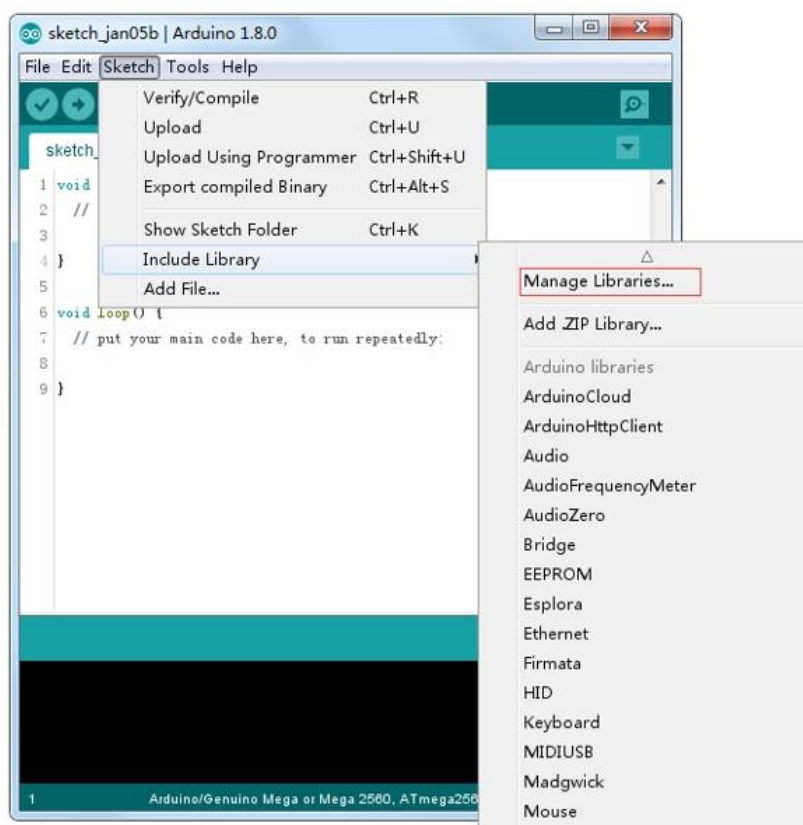 sketch_jan05b | Arduino 1.8.0
File Edit Sketch Tools Help
Verify/Compile Ctrl+R
Upload Ctrl+U
Upload Using Programmer Ctrl+Shift+U
Export compiled Binary Ctrl+Alt+S
Show Sketch Folder Ctrl+K
Include Library
Add File...
sketch_
1 void
2 //
3
4 }
5
6 void loop() {
7 // put your main code here, to run repeatedly:
8
9 }
Manage Libraries...
Add .ZIP Library...
Arduino libraries
ArduinoCloud
ArduinoHttpClient
Audio
AudioFrequencyMeter
AudioZero
Bridge
EEPROM
Esplora
Ethernet
Firmata
HID
Keyboard
MIDIUSB
Madgwick
Mouse
1 Arduino/Genuino Mega or Mega 2560, ATmega256